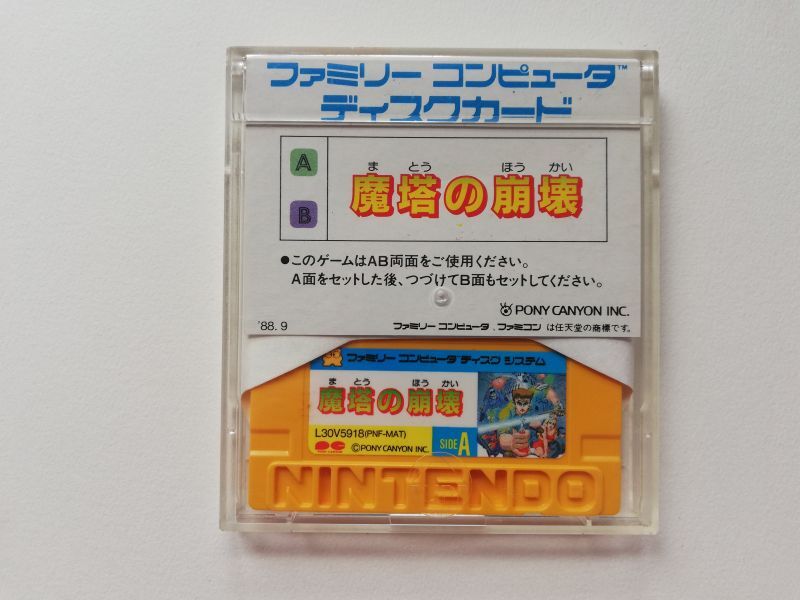 ファミリー コンピュータ™
ディスクカード
A
B
ま とう ほう かい
魔塔の崩壊
●このゲームはAB両面をご使用ください。
A面をセットした後、つづけてB面もセットしてください。
PONY CANYON INC.
'88. 9
ファミリー コンピュータ、ファミコン は任天堂の商標です。
ファミリー コンピュータ ディスク システム
ま とう ほう かい
魔塔の崩壊
L30V5918(PNF-MAT)
PONY CANYON
©PONY CANYON INC.
SIDE A
NINTENDO